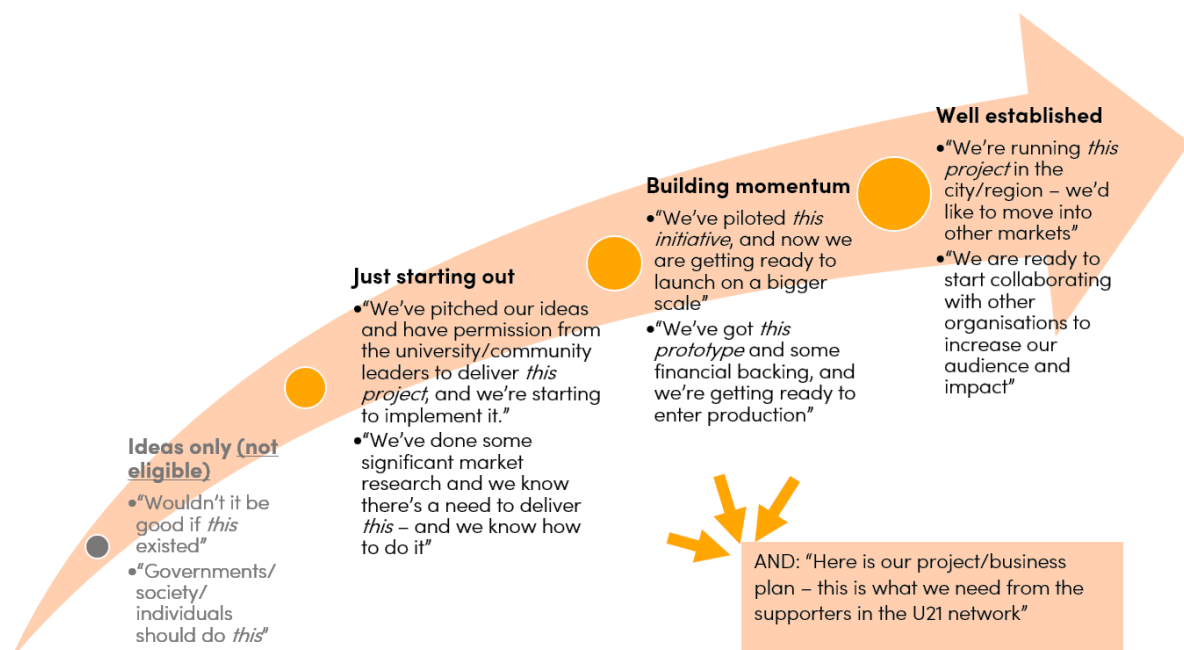 Ideas only (not
eligible)
•“Wouldn’t it be
good if this
existed”
•“Governments/
society/
individuals
should do this”
Just starting out
•“We’ve pitched our ideas
and have permission from
the university/community
leaders to deliver this
project, and we’re starting
to implement it.”
•“We’ve done some
significant market
research and we know
there’s a need to deliver
this – and we know how
to do it”
Building momentum
•“We’ve piloted this
initiative, and now we
are getting ready to
launch on a bigger
scale”
•“We’ve got this
prototype and some
financial backing, and
we’re getting ready to
enter production”
Well established
•“We’re running this
project in the
city/region – we’d
like to move into
other markets”
•“We are ready to
start collaborating
with other
organisations to
increase our
audience and
impact”
AND: “Here is our project/business
plan – this is what we need from the
supporters in the U21 network”